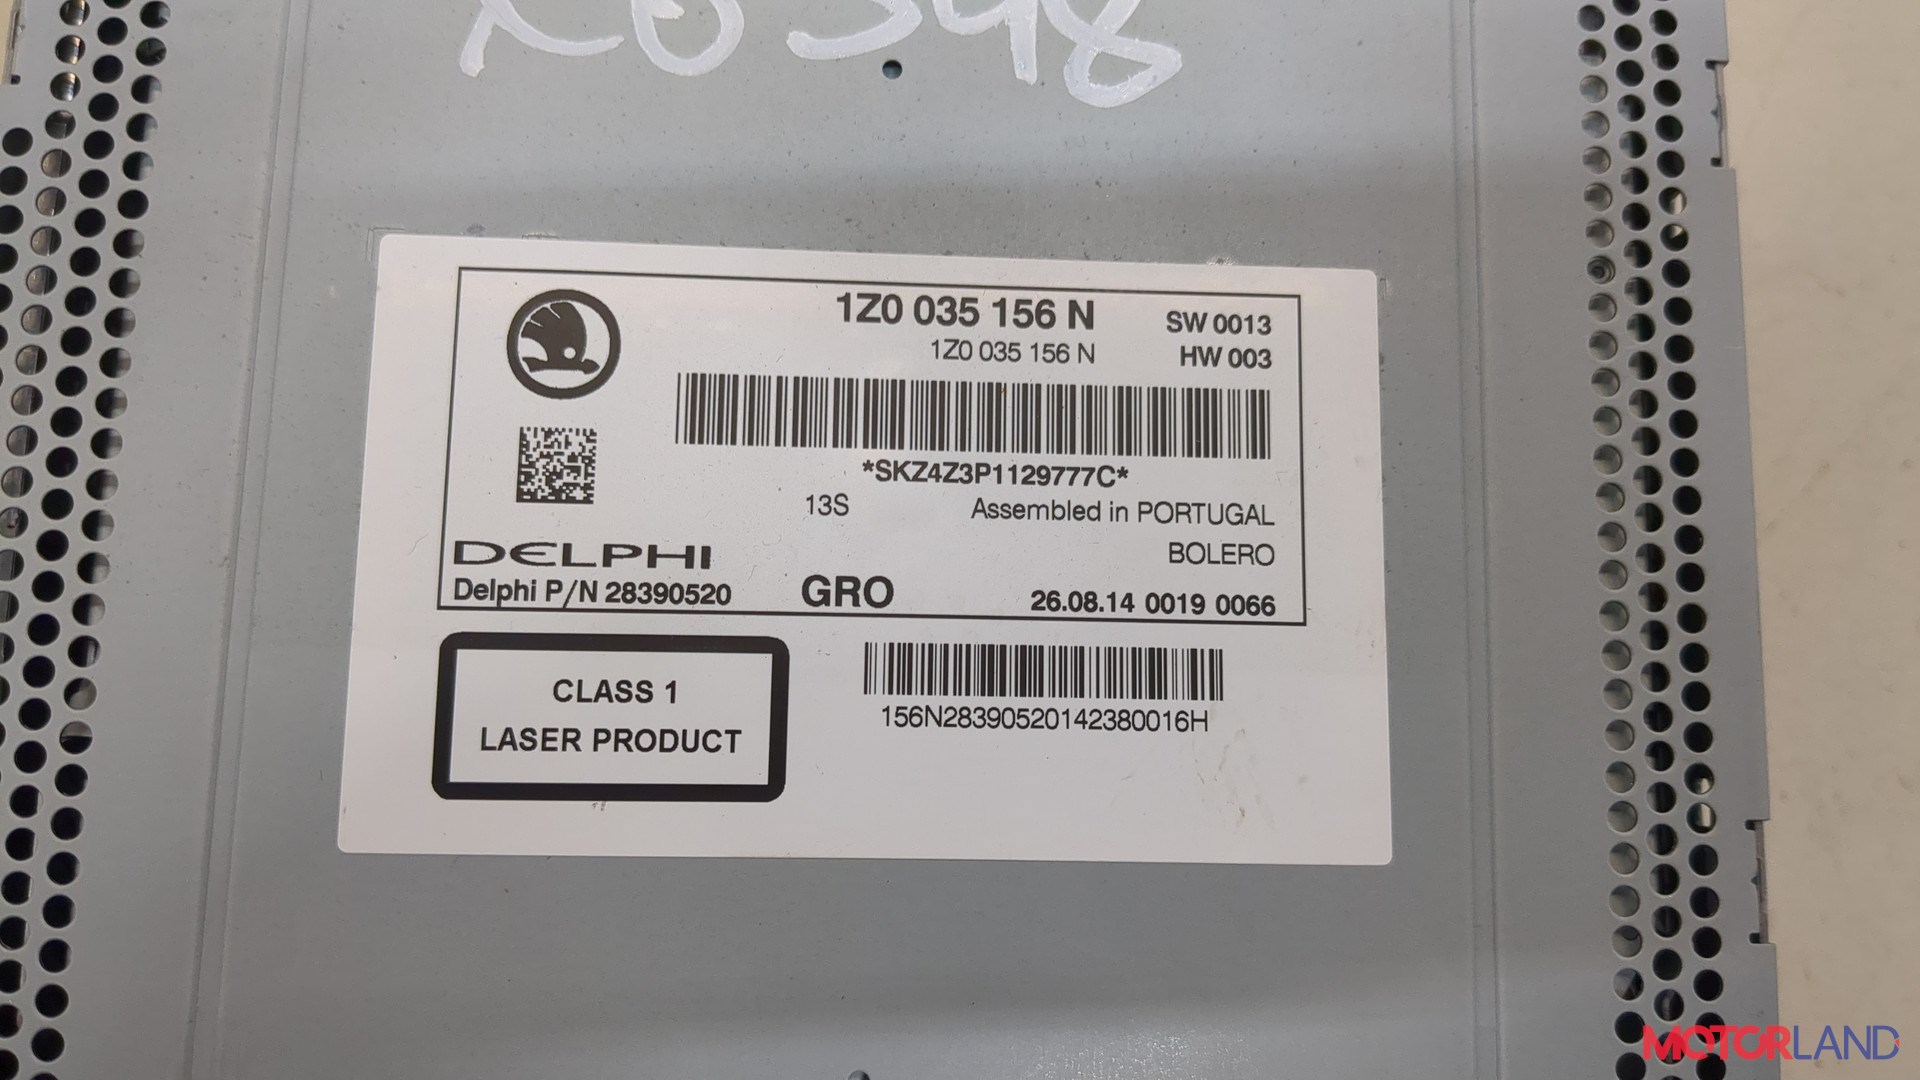 1Z0 035 156 N
SW 0013
1Z0 035 156 N
HW 003
*SKZ4Z3P1129777C*
13S
Assembled in PORTUGAL
DELPHI
BOLERO
Delphi P/N 28390520
GRO
26.08.14 0019 0066
CLASS 1
LASER PRODUCT
156N28390520142380016H
MOTORLAND